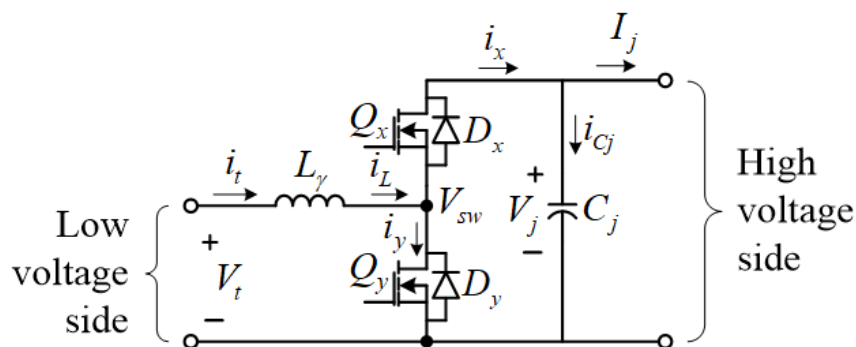 i_x
I_j
Q_x
D_x
i_Cj
i_t
L_γ
i_L
V_sw
+
V_j
−
C_j
High
voltage
side
Low
voltage
side
+
V_t
−
i_y
Q_y
D_y